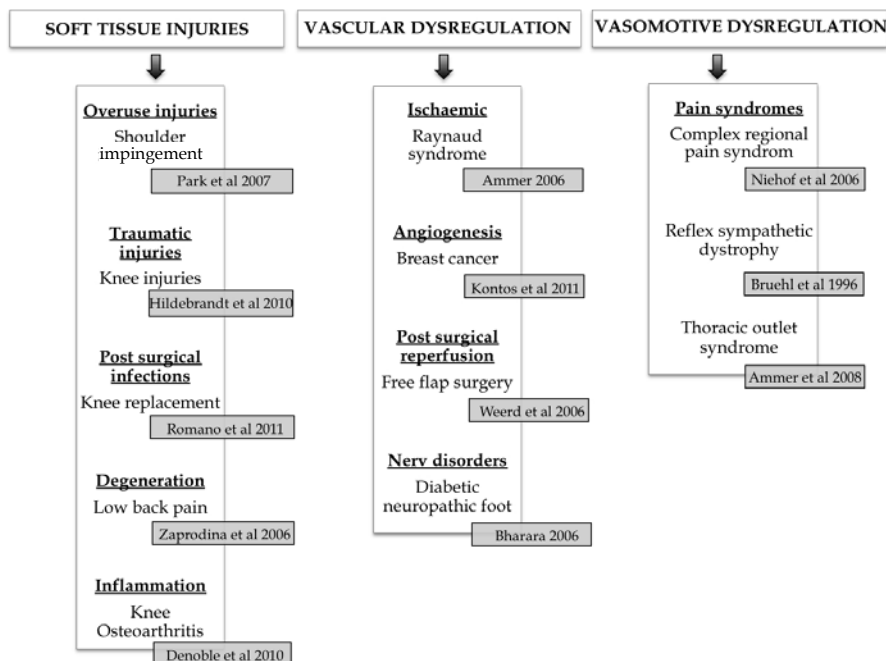 SOFT TISSUE INJURIES
Overuse injuries
Shoulder
impingement
Park et al 2007
Traumatic
injuries
Knee injuries
Hildebrandt et al 2010
Post surgical
infections
Knee replacement
Romano et al 2011
Degeneration
Low back pain
Zaprodina et al 2006
Inflammation
Knee
Osteoarthritis
Denoble et al 2010
VASCULAR DYSREGULATION
Ischaemic
Raynaud
syndrome
Ammer 2006
Angiogenesis
Breast cancer
Kontos et al 2011
Post surgical
reperfusion
Free flap surgery
Weerd et al 2006
Nerv disorders
Diabetic
neuropathic foot
Bharara 2006
VASOMOTIVE DYSREGULATION
Pain syndromes
Complex regional
pain syndrom
Niehof et al 2006
Reflex sympathetic
dystrophy
Bruehl et al 1996
Thoracic outlet
syndrome
Ammer et al 2008